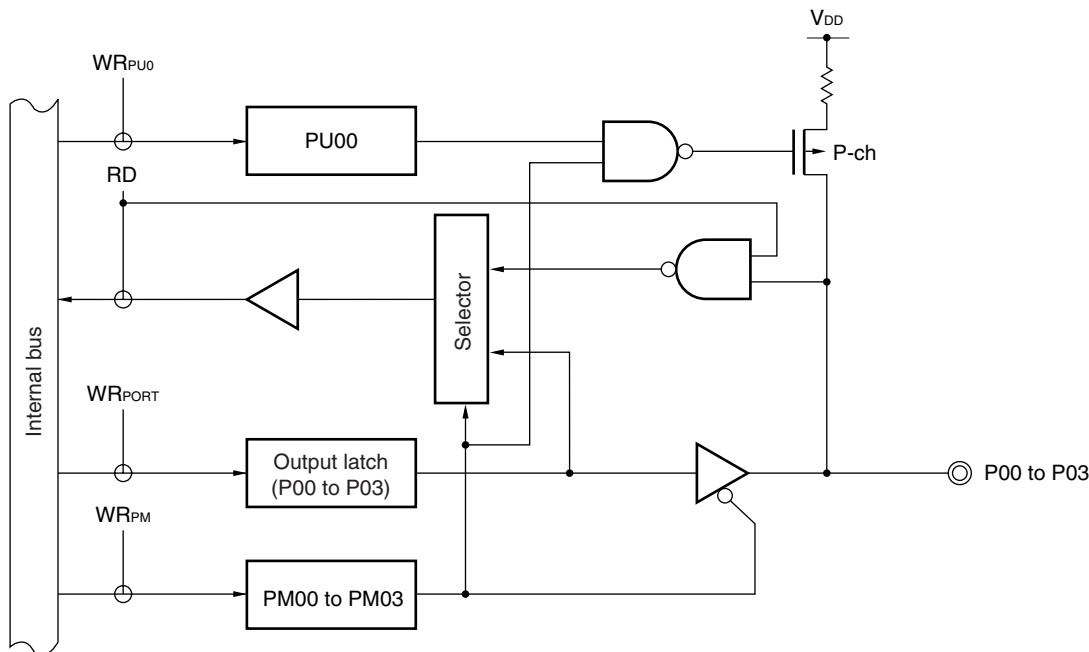 VDD
WRPU0
PU00
P-ch
RD
Selector
Internal bus
WRPORT
Output latch
(P00 to P03)
P00 to P03
WRPM
PM00 to PM03